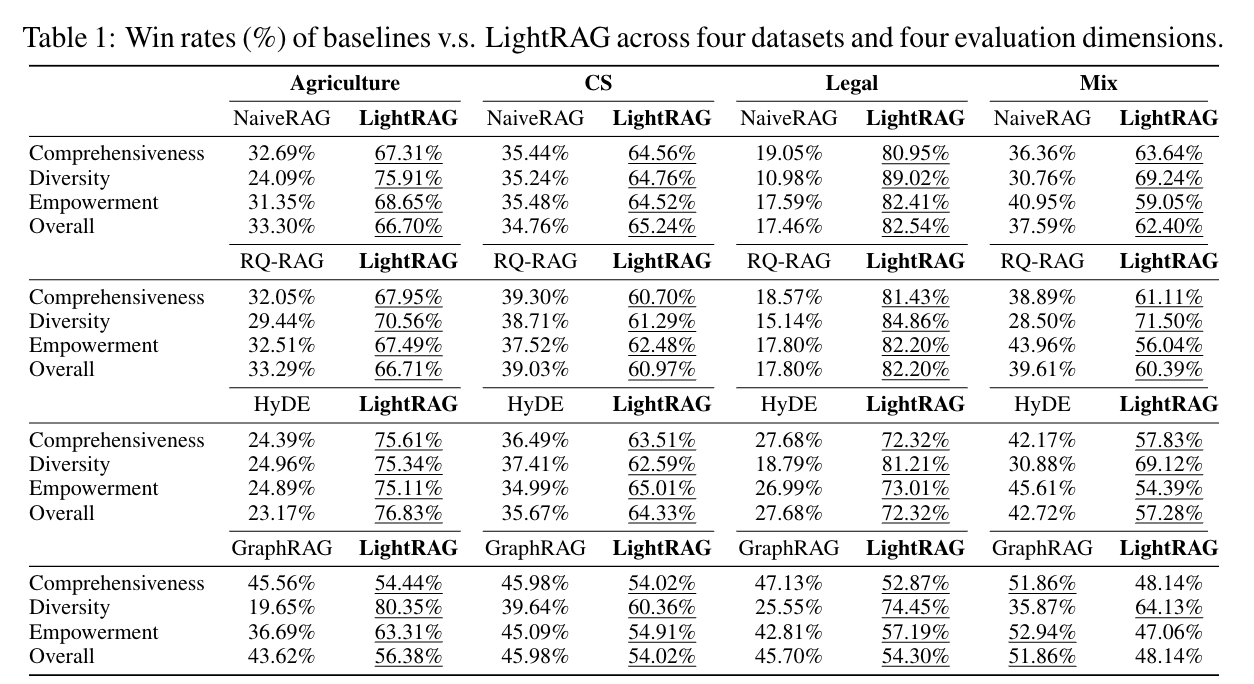 Table 1: Win rates (%) of baselines v.s. LightRAG across four datasets and four evaluation dimensions.
Agriculture CS Legal Mix
NaiveRAG LightRAG NaiveRAG LightRAG NaiveRAG LightRAG NaiveRAG LightRAG
Comprehensiveness 32.69% 67.31% 35.44% 64.56% 19.05% 80.95% 36.36% 63.64%
Diversity 24.09% 75.91% 35.24% 64.76% 10.98% 89.02% 30.76% 69.24%
Empowerment 31.35% 68.65% 35.48% 64.52% 17.59% 82.41% 40.95% 59.05%
Overall 33.30% 66.70% 34.76% 65.24% 17.46% 82.54% 37.59% 62.40%
RQ-RAG LightRAG RQ-RAG LightRAG RQ-RAG LightRAG RQ-RAG LightRAG
Comprehensiveness 32.05% 67.95% 39.30% 60.70% 18.57% 81.43% 38.89% 61.11%
Diversity 29.44% 70.56% 38.71% 61.29% 15.14% 84.86% 28.50% 71.50%
Empowerment 32.51% 67.49% 37.52% 62.48% 17.80% 82.20% 43.96% 56.04%
Overall 33.29% 66.71% 39.03% 60.97% 17.80% 82.20% 39.61% 60.39%
HyDE LightRAG HyDE LightRAG HyDE LightRAG HyDE LightRAG
Comprehensiveness 24.39% 75.61% 36.49% 63.51% 27.68% 72.32% 42.17% 57.83%
Diversity 24.96% 75.34% 37.41% 62.59% 18.79% 81.21% 30.88% 69.12%
Empowerment 24.89% 75.11% 34.99% 65.01% 26.99% 73.01% 45.61% 54.39%
Overall 23.17% 76.83% 35.67% 64.33% 27.68% 72.32% 42.72% 57.28%
GraphRAG LightRAG GraphRAG LightRAG GraphRAG LightRAG GraphRAG LightRAG
Comprehensiveness 45.56% 54.44% 45.98% 54.02% 47.13% 52.87% 51.86% 48.14%
Diversity 19.65% 80.35% 39.64% 60.36% 25.55% 74.45% 35.87% 64.13%
Empowerment 36.69% 63.31% 45.09% 54.91% 42.81% 57.19% 52.94% 47.06%
Overall 43.62% 56.38% 45.98% 54.02% 45.70% 54.30% 51.86% 48.14%